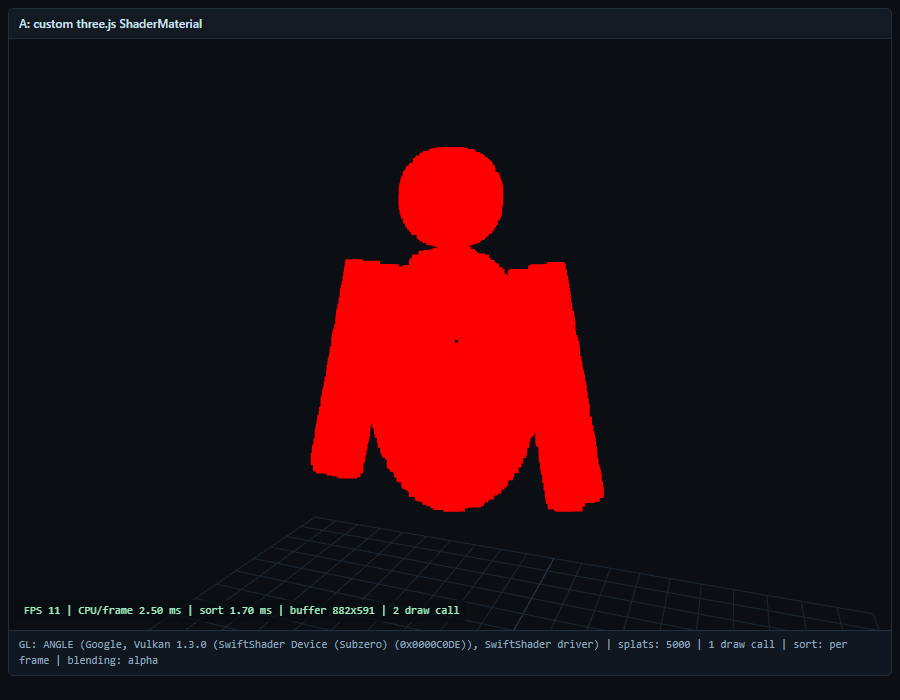 A: custom three.js ShaderMaterial
FPS 11 | CPU/frame 2.50 ms | sort 1.70 ms | buffer 882x591 | 2 draw call
GL: ANGLE (Google, Vulkan 1.3.0 (SwiftShader Device (Subzero) (0x0000C0DE)), SwiftShader driver) | splats: 5000 | 1 draw call | sort: per
frame | blending: alpha